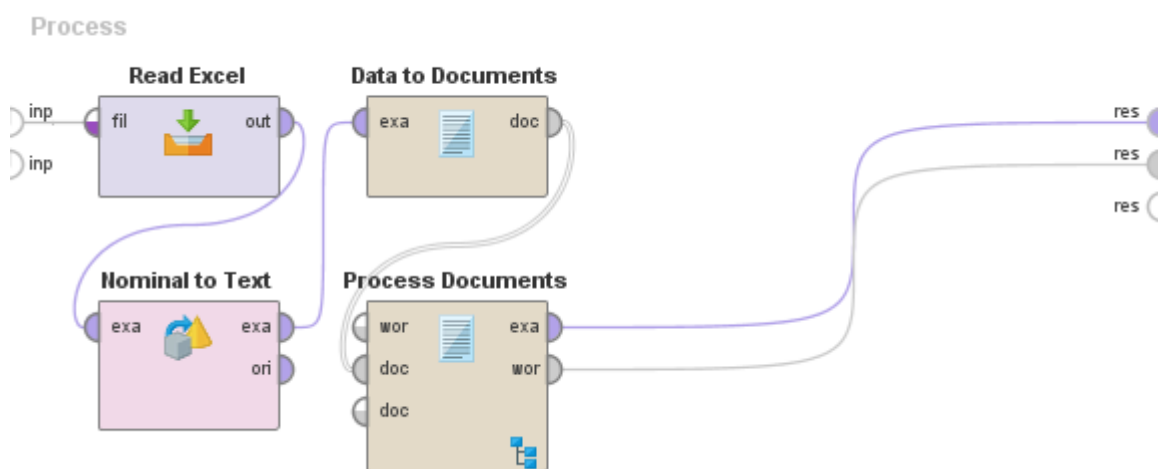 Process
Read Excel
Data to Documents
inp
fil
out
exa
doc
res
inp
res
res
Nominal to Text
Process Documents
exa
exa
wor
exa
ori
doc
wor
doc